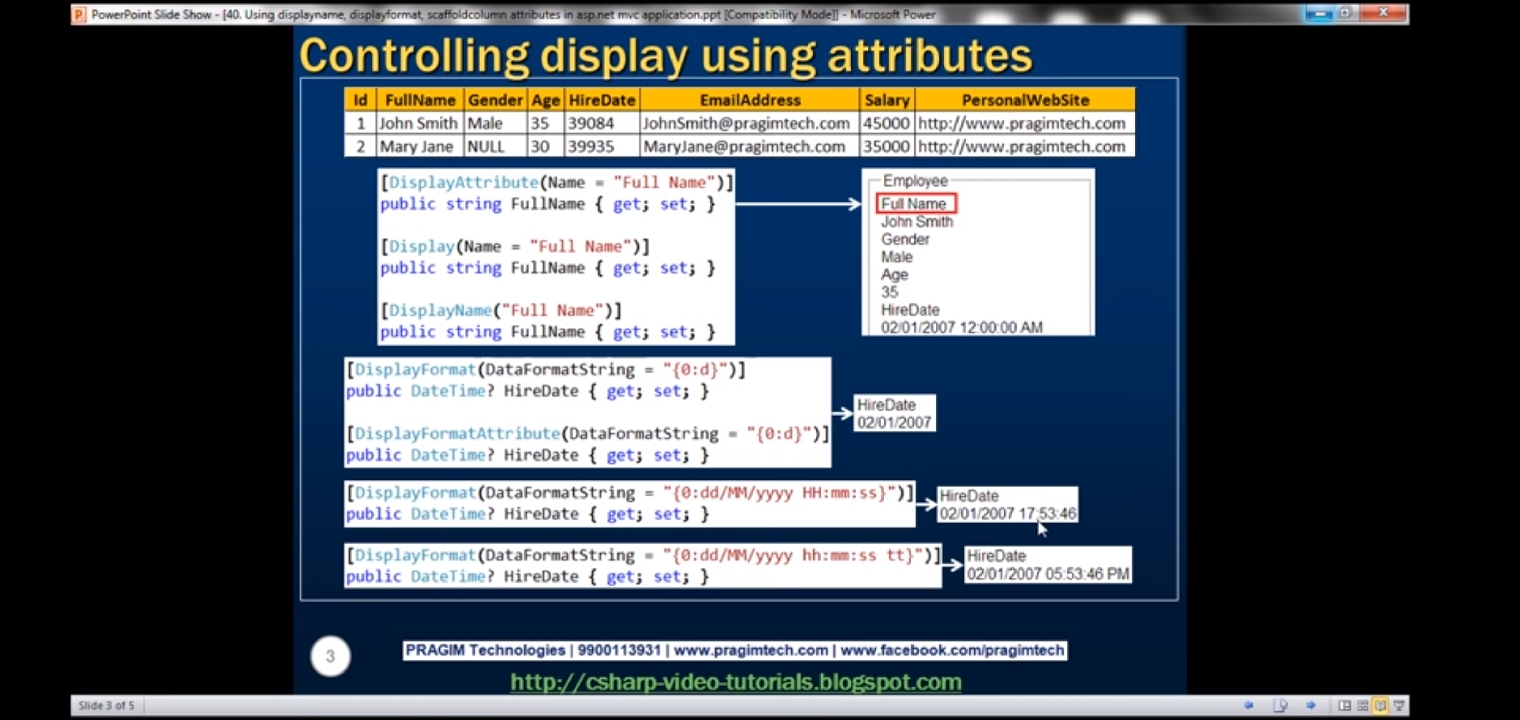 PowerPoint Slide Show - [40. Using displayname, displayformat, scaffoldcolumn attributes in asp.net mvc application.ppt [Compatibility Mode]] - Microsoft Power
Controlling display using attributes
Id FullName Gender Age HireDate EmailAddress Salary PersonalWebSite
1 John Smith Male 35 39084 JohnSmith@pragimtech.com 45000 http://www.pragimtech.com
2 Mary Jane NULL 30 39935 MaryJane@pragimtech.com 35000 http://www.pragimtech.com
[DisplayAttribute(Name = "Full Name")]
public string FullName { get; set; }
[Display(Name = "Full Name")]
public string FullName { get; set; }
[DisplayName("Full Name")]
public string FullName { get; set; }
Employee
Full Name
John Smith
Gender
Male
Age
35
HireDate
02/01/2007 12:00:00 AM
[DisplayFormat(DataFormatString = "{0:d}")]
public DateTime? HireDate { get; set; }
[DisplayFormatAttribute(DataFormatString = "{0:d}")]
public DateTime? HireDate { get; set; }
HireDate
02/01/2007
[DisplayFormat(DataFormatString = "{0:dd/MM/yyyy HH:mm:ss}")]
public DateTime? HireDate { get; set; }
HireDate
02/01/2007 17:53:46
[DisplayFormat(DataFormatString = "{0:dd/MM/yyyy hh:mm:ss tt}")]
public DateTime? HireDate { get; set; }
HireDate
02/01/2007 05:53:46 PM
3
PRAGIM Technologies | 9900113931 | www.pragimtech.com | www.facebook.com/pragimtech
http://csharp-video-tutorials.blogspot.com
Slide 3 of 5